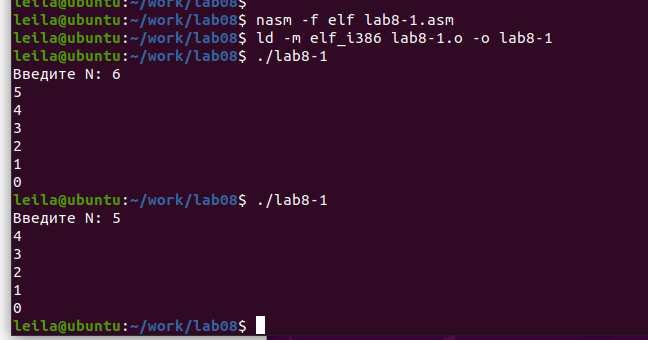 leila@ubuntu:~/work/lab08$
leila@ubuntu:~/work/lab08$ nasm -f elf lab8-1.asm
leila@ubuntu:~/work/lab08$ ld -m elf_i386 lab8-1.o -o lab8-1
leila@ubuntu:~/work/lab08$ ./lab8-1
Введите N: 6
5
4
3
2
1
0
leila@ubuntu:~/work/lab08$ ./lab8-1
Введите N: 5
4
3
2
1
0
leila@ubuntu:~/work/lab08$